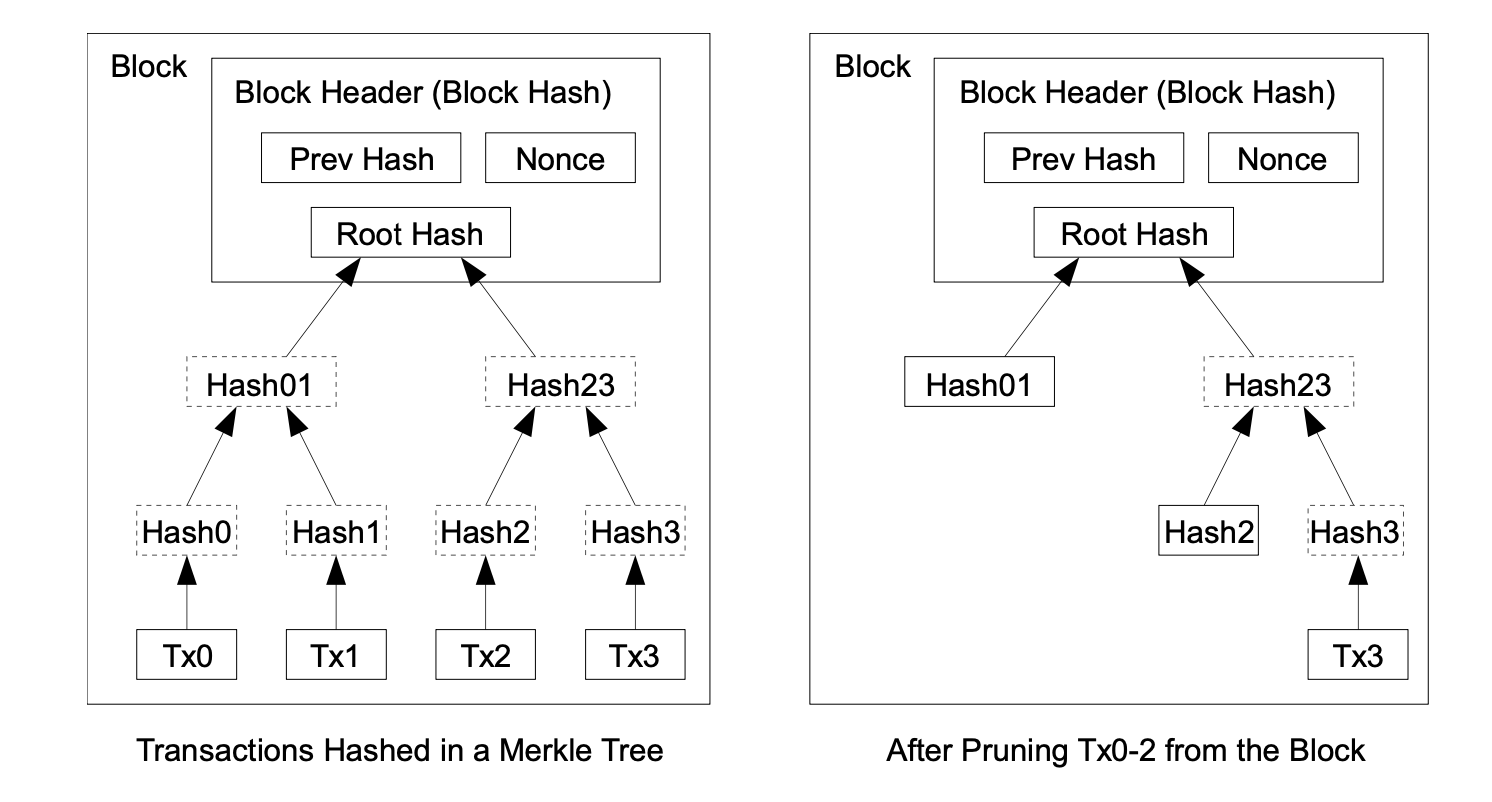 Block
Block Header (Block Hash)
Prev Hash
Nonce
Root Hash
Hash01
Hash23
Hash0
Hash1
Hash2
Hash3
Tx0
Tx1
Tx2
Tx3
Transactions Hashed in a Merkle Tree
Block
Block Header (Block Hash)
Prev Hash
Nonce
Root Hash
Hash01
Hash23
Hash2
Hash3
Tx3
After Pruning Tx0-2 from the Block